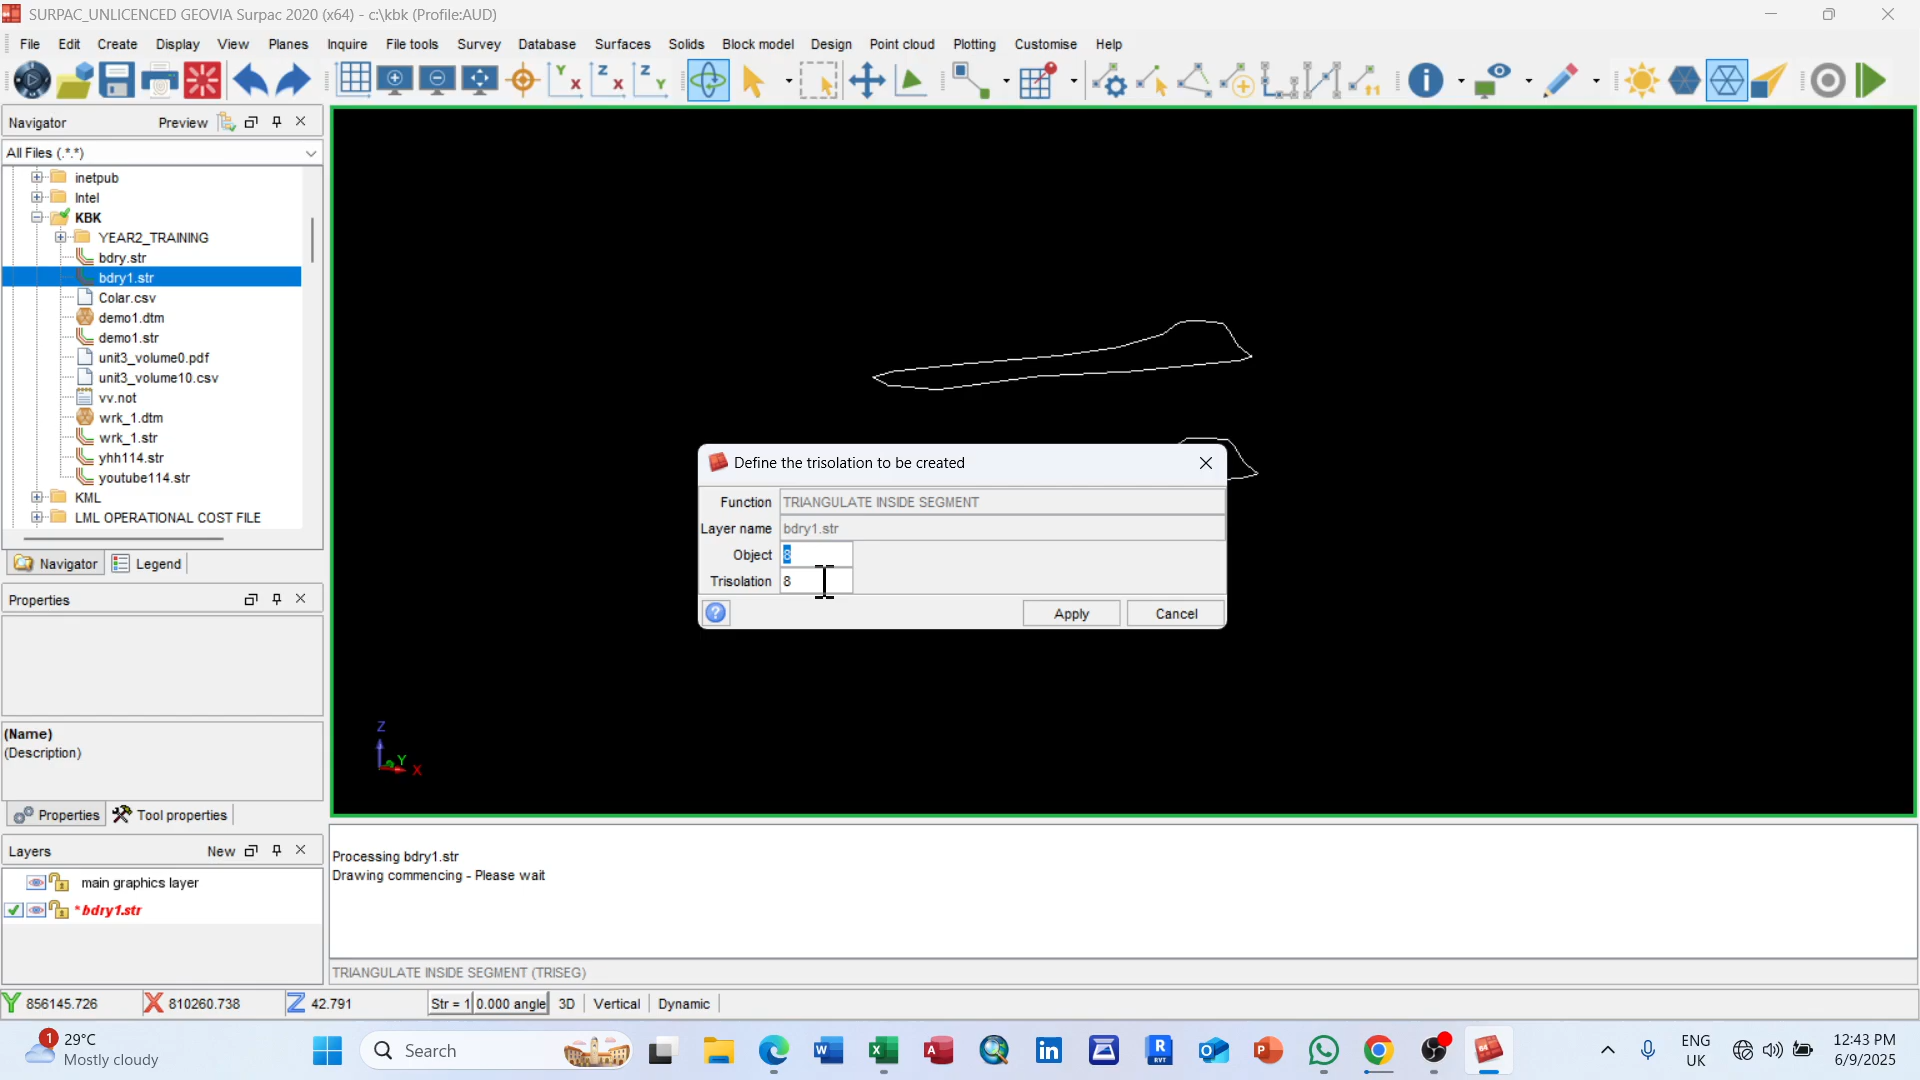 SURPAC_UNLICENCED GEOVIA Surpac 2020 (x64) - c:\kbk (Profile:AUD)
File Edit Create Display View Planes Inquire File tools Survey Database Surfaces Solids Block model Design Point cloud Plotting Customise Help
Navigator Preview
All Files (.*.*)
inetpub
Intel
KBK
YEAR2_TRAINING
bdry.str
bdry1.str
Colar.csv
demo1.dtm
demo1.str
unit3_volume0.pdf
unit3_volume10.csv
vv.not
wrk_1.dtm
wrk_1.str
yhh114.str
youtube114.str
KML
LML OPERATIONAL COST FILE
Navigator Legend
Properties
(Name)
(Description)
Properties Tool properties
Layers New
main graphics layer
* bdry1.str
Define the trisolation to be created
Function TRIANGULATE INSIDE SEGMENT
Layer name bdry1.str
Object 8
Trisolation 8
Apply Cancel
Z
Y
X
Processing bdry1.str
Drawing commencing - Please wait
TRIANGULATE INSIDE SEGMENT (TRISEG)
Y 856145.726 X 810260.738 Z 42.791 Str = 1 0.000 angle 3D Vertical Dynamic
1 29°C
Mostly cloudy
Search
ENG
UK
12:43 PM
6/9/2025